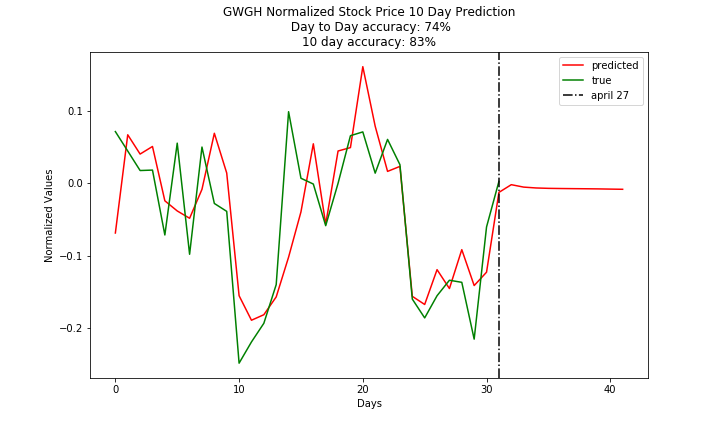 GWGH Normalized Stock Price 10 Day Prediction
Day to Day accuracy: 74%
10 day accuracy: 83%
predicted
true
april 27
Normalized Values
0.1
0.0
−0.1
−0.2
0
10
20
30
40
Days